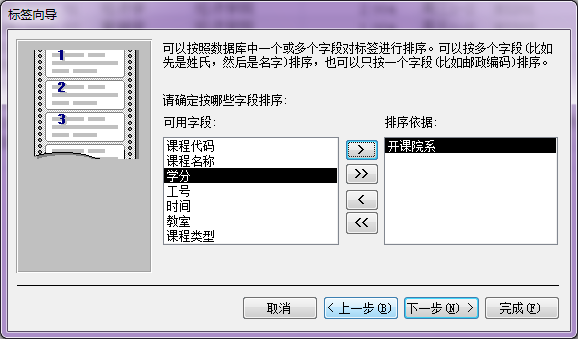 标签向导
1
2
3
可以按照数据库中一个或多个字段对标签进行排序。可以按多个字段(比如
先是姓氏，然后是名字)排序，也可以只按一个字段(比如邮政编码)排序。
请确定按哪些字段排序:
可用字段:
排序依据:
课程代码
课程名称
学分
工号
时间
教室
课程类型
>
>>
<
<<
开课院系
取消
< 上一步(B)
下一步(N) >
完成(F)